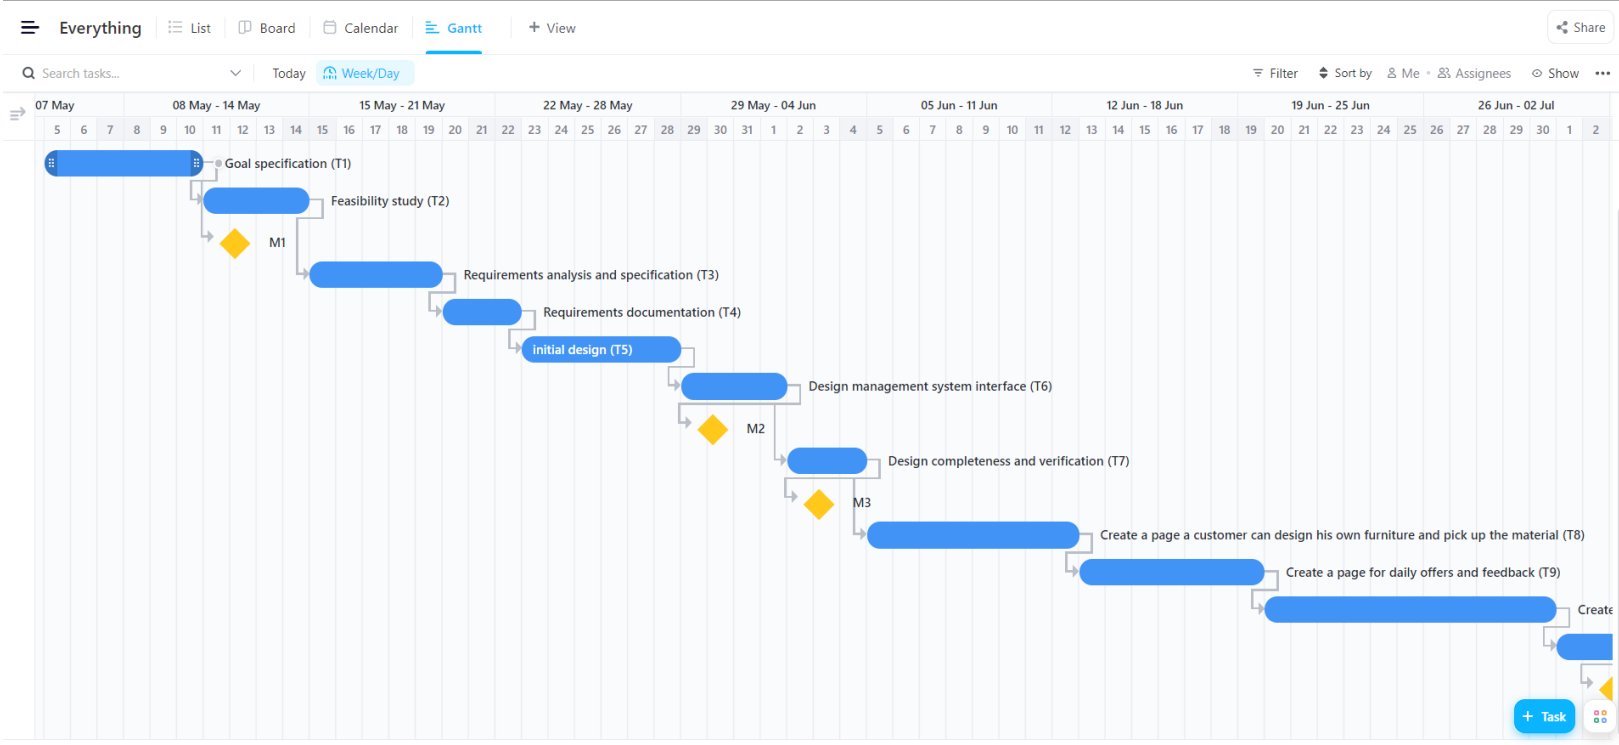 Everything List Board Calendar Gantt + View Share
Search tasks... Today Week/Day Filter Sort by Me Assignees Show
07 May 08 May - 14 May 15 May - 21 May 22 May - 28 May 29 May - 04 Jun 05 Jun - 11 Jun 12 Jun - 18 Jun 19 Jun - 25 Jun 26 Jun - 02 Jul
5 6 7 8 9 10 11 12 13 14 15 16 17 18 19 20 21 22 23 24 25 26 27 28 29 30 31 1 2 3 4 5 6 7 8 9 10 11 12 13 14 15 16 17 18 19 20 21 22 23 24 25 26 27 28 29 30 1 2
Goal specification (T1)
Feasibility study (T2)
M1
Requirements analysis and specification (T3)
Requirements documentation (T4)
initial design (T5)
Design management system interface (T6)
M2
Design completeness and verification (T7)
M3
Create a page a customer can design his own furniture and pick up the material (T8)
Create a page for daily offers and feedback (T9)
Create
+ Task